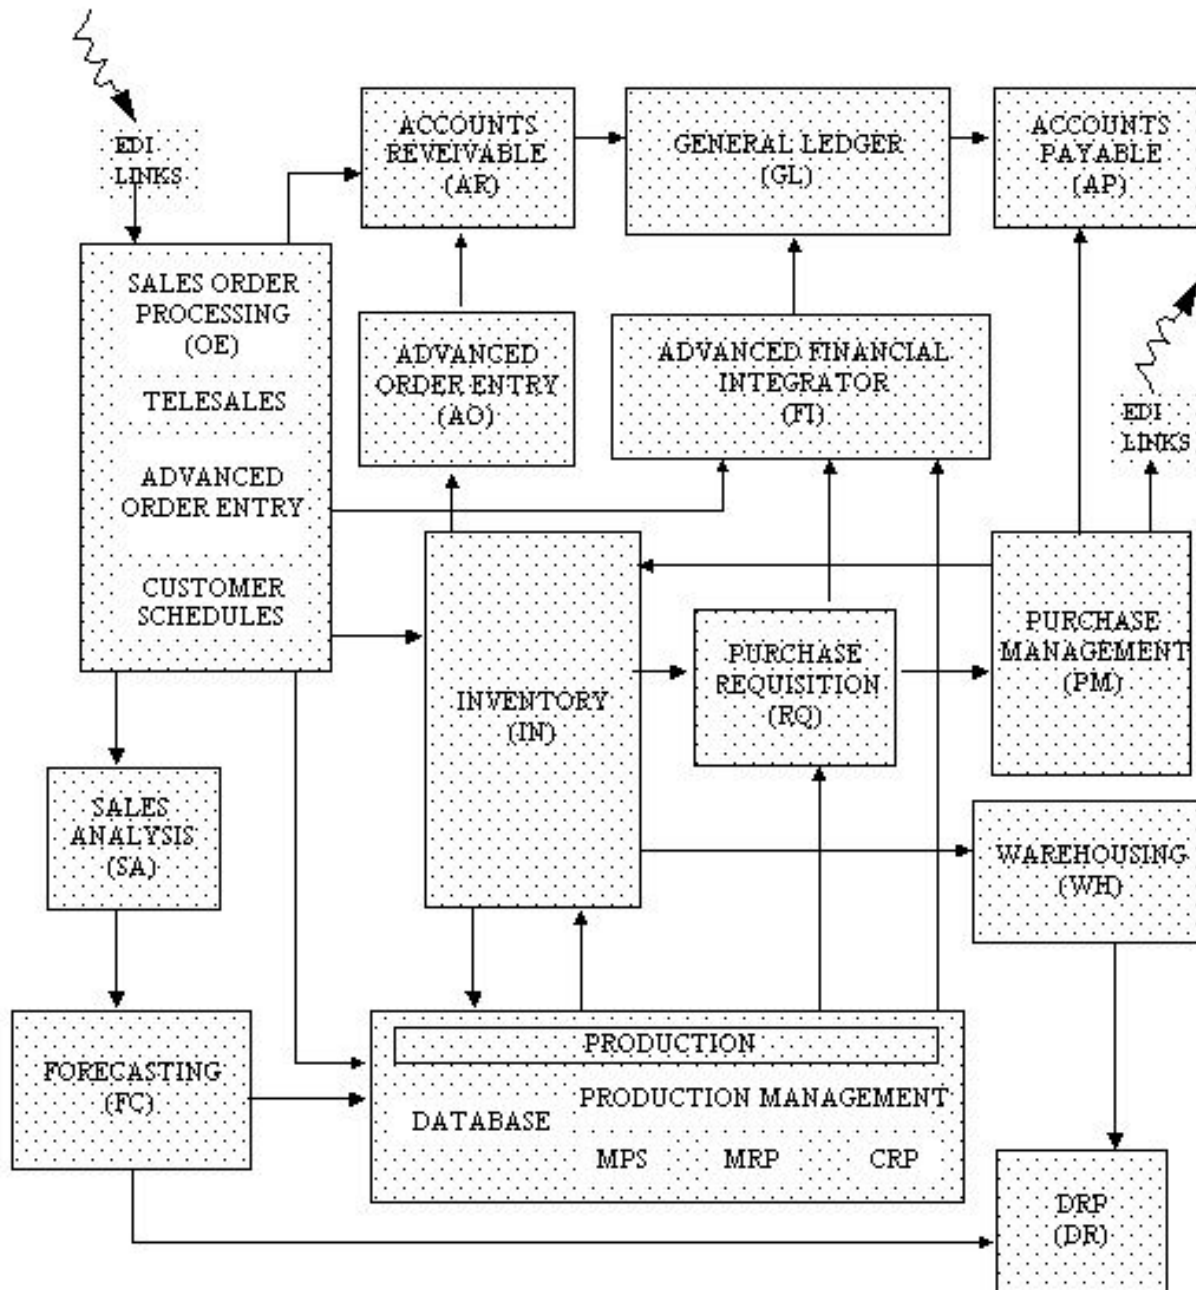 EDI
LINKS
ACCOUNTS
REVEIVABLE
(AR)
GENERAL LEDGER
(GL)
ACCOUNTS
PAYABLE
(AP)
SALES ORDER
PROCESSING
(OE)
TELESALES
ADVANCED
ORDER ENTRY
CUSTOMER
SCHEDULES
ADVANCED
ORDER ENTRY
(AO)
ADVANCED FINANCIAL
INTEGRATOR
(FI)
EDI
LINKS
INVENTORY
(IN)
PURCHASE
REQUISITION
(RQ)
PURCHASE
MANAGEMENT
(PM)
SALES
ANALYSIS
(SA)
WAREHOUSING
(WH)
FORECASTING
(FC)
PRODUCTION
PRODUCTION MANAGEMENT
DATABASE
MPS MRP CRP
DRP
(DR)